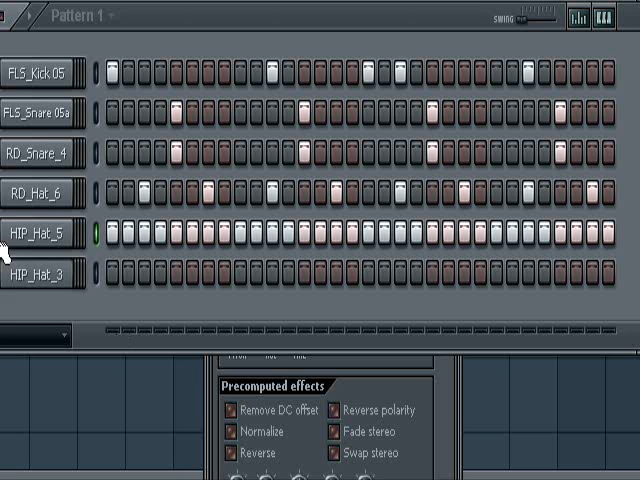 Pattern 1
SWING
FLS_Kick 05
FLS_Snare 05a
RD_Snare_4
RD_Hat_6
HIP_Hat_5
HIP_Hat_3
Precomputed effects
Remove DC offset Reverse polarity
Normalize Fade stereo
Reverse Swap stereo